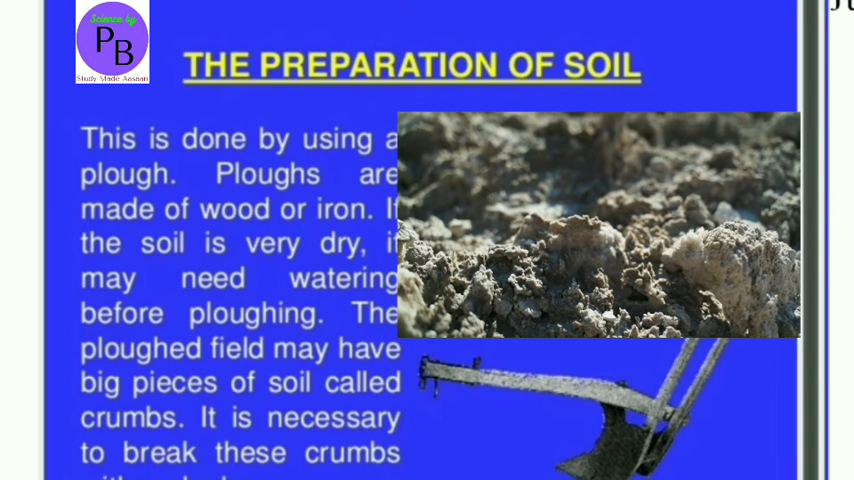 Science by
PB
Study Made Aasaan
THE PREPARATION OF SOIL
This is done by using a
plough. Ploughs are
made of wood or iron. If
the soil is very dry, it
may need watering
before ploughing. The
ploughed field may have
big pieces of soil called
crumbs. It is necessary
to break these crumbs